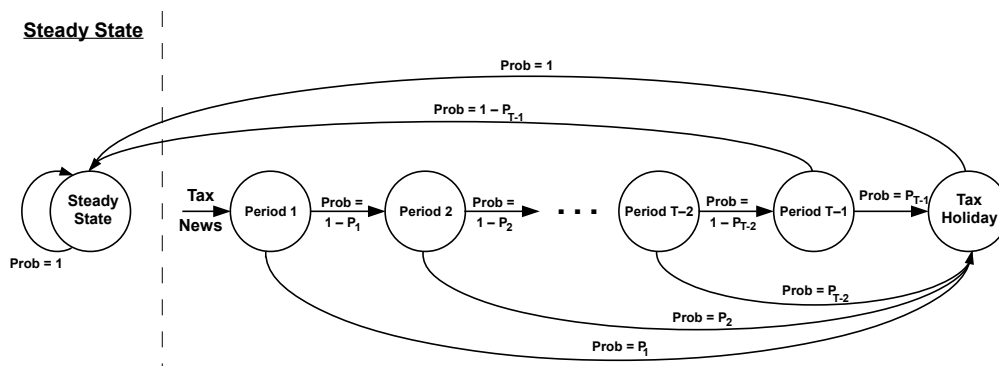 Steady State
Prob = 1
Prob = 1 – P_{T-1}
Steady
State
Prob = 1
Tax
News
Period 1
Prob =
1 – P_1
Period 2
Prob =
1 – P_2
. . .
Period T–2
Prob =
1 – P_{T-2}
Period T–1
Prob = P_{T-1}
Tax
Holiday
Prob = P_{T-2}
Prob = P_2
Prob = P_1